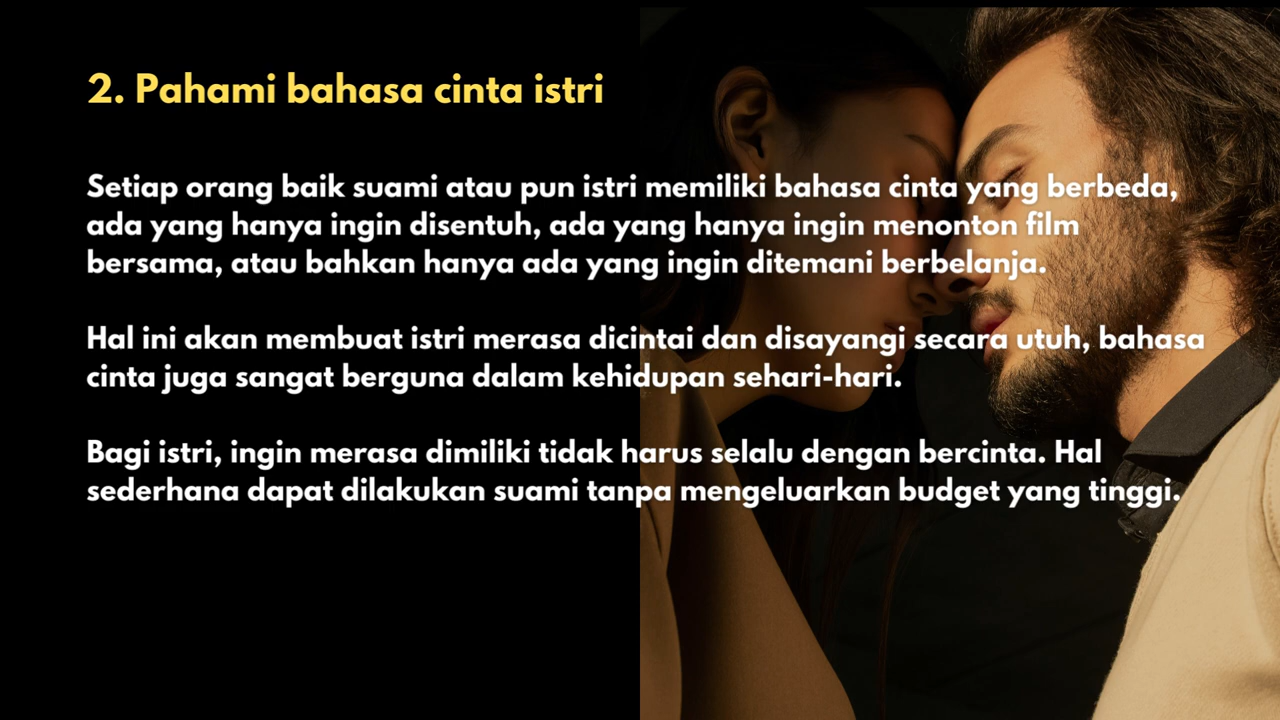 2. Pahami bahasa cinta istri
Setiap orang baik suami atau pun istri memiliki bahasa cinta yang berbeda,
ada yang hanya ingin disentuh, ada yang hanya ingin menonton film
bersama, atau bahkan hanya ada yang ingin ditemani berbelanja.
Hal ini akan membuat istri merasa dicintai dan disayangi secara utuh, bahasa
cinta juga sangat berguna dalam kehidupan sehari-hari.
Bagi istri, ingin merasa dimiliki tidak harus selalu dengan bercinta. Hal
sederhana dapat dilakukan suami tanpa mengeluarkan budget yang tinggi.